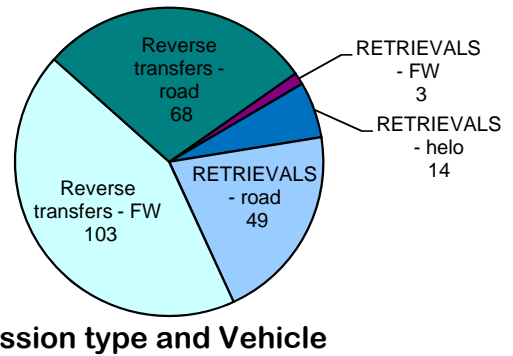 Reverse
transfers -
road
68
RETRIEVALS
- FW
3
RETRIEVALS
- helo
14
RETRIEVALS
- road
49
Reverse
transfers - FW
103
ssion type and Vehicle